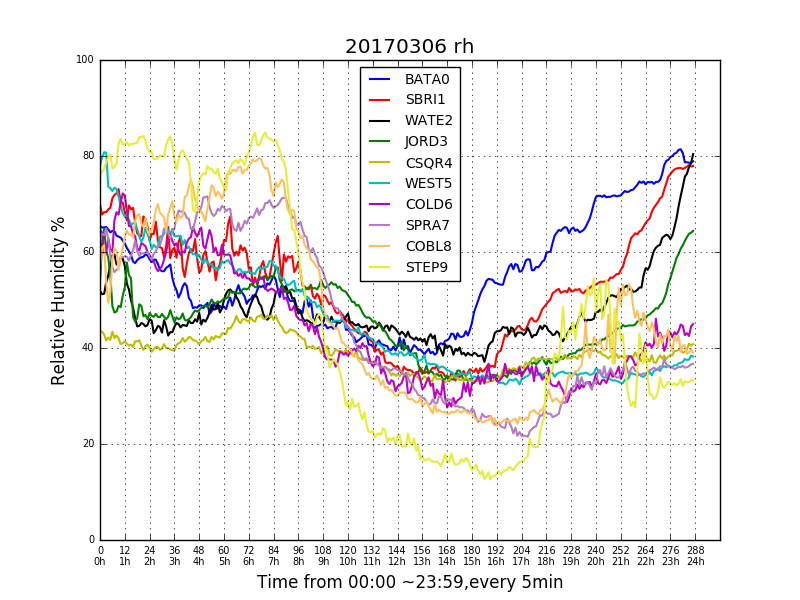 20170306 rh
BATA0
SBRI1
WATE2
JORD3
CSQR4
WEST5
COLD6
SPRA7
COBL8
STEP9
Relative Humidity %
100
80
60
40
20
0
0 12 24 36 48 60 72 84 96 108 120 132 144 156 168 180 192 204 216 228 240 252 264 276 288
0h 1h 2h 3h 4h 5h 6h 7h 8h 9h 10h 11h 12h 13h 14h 15h 16h 17h 18h 19h 20h 21h 22h 23h 24h
Time from 00:00 ~23:59,every 5min